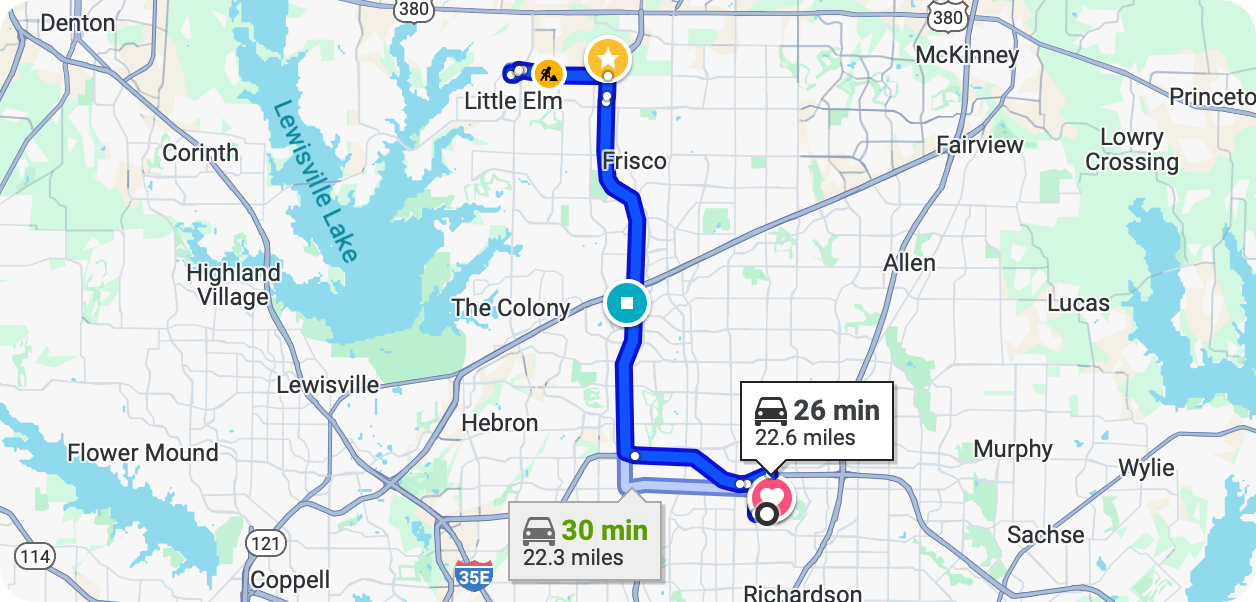 380
Denton
380
McKinney
Princeto
Little Elm
Lowry
Crossing
Corinth
Fairview
Frisco
Lewisville Lake
Highland
Village
Allen
The Colony
Lucas
Lewisville
26 min
22.6 miles
Hebron
Flower Mound
Murphy
Wylie
30 min
22.3 miles
Sachse
121
114
Coppell
35E
Richardson